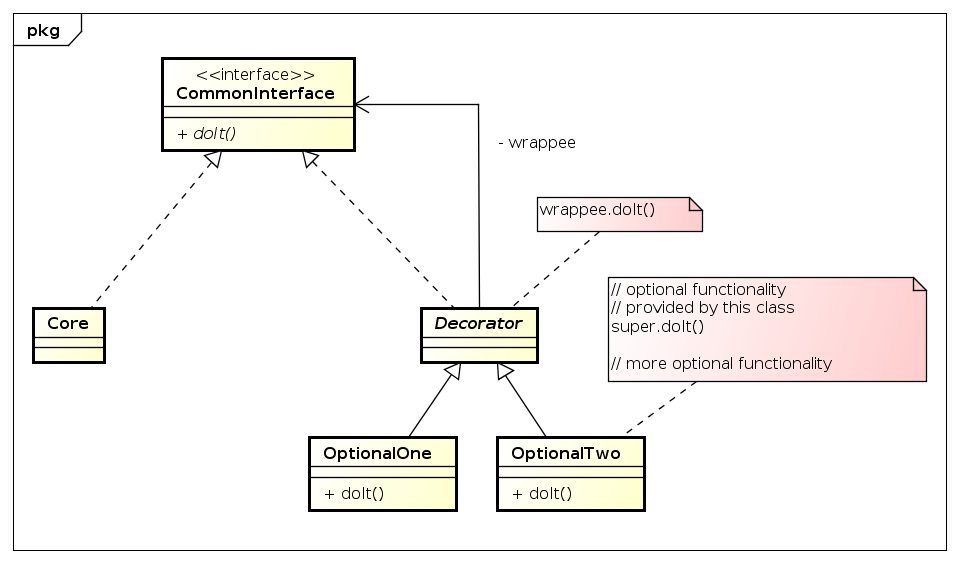 pkg
<<interface>>
CommonInterface
+ doIt()
- wrappee
wrappee.doIt()
// optional functionality
// provided by this class
super.doIt()
// more optional functionality
Core
Decorator
OptionalOne
+ doIt()
OptionalTwo
+ doIt()